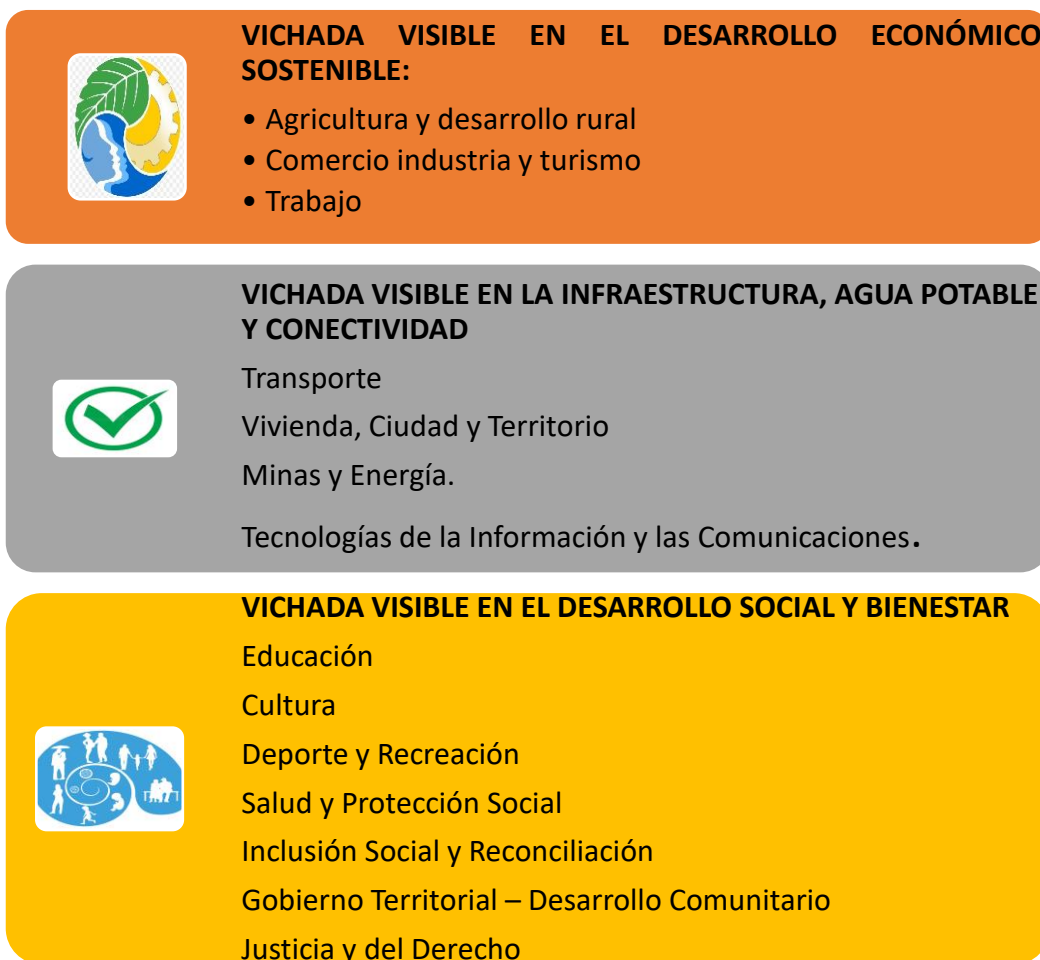 VICHADA VISIBLE EN EL DESARROLLO ECONÓMICO
SOSTENIBLE:
• Agricultura y desarrollo rural
• Comercio industria y turismo
• Trabajo
VICHADA VISIBLE EN LA INFRAESTRUCTURA, AGUA POTABLE
Y CONECTIVIDAD
Transporte
Vivienda, Ciudad y Territorio
Minas y Energía.
Tecnologías de la Información y las Comunicaciones.
VICHADA VISIBLE EN EL DESARROLLO SOCIAL Y BIENESTAR
Educación
Cultura
Deporte y Recreación
Salud y Protección Social
Inclusión Social y Reconciliación
Gobierno Territorial – Desarrollo Comunitario
Justicia y del Derecho